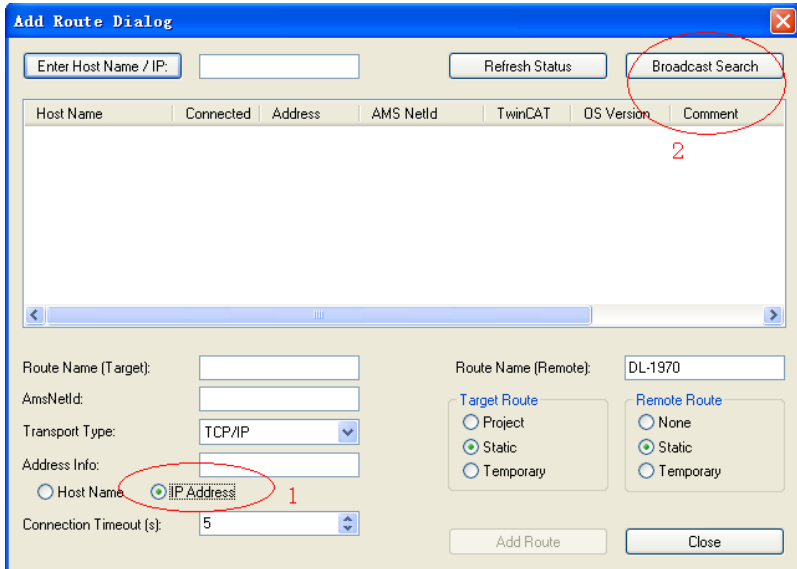 Add Route Dialog
Enter Host Name / IP: Refresh Status Broadcast Search
Host Name Connected Address AMS NetId TwinCAT OS Version Comment
2
Route Name (Target): Route Name (Remote): DL-1970
AmsNetId: Target Route Remote Route
Project None
Transport Type: TCP/IP Static Static
Address Info: Temporary Temporary
Host Name IP Address 1
Connection Timeout (s): 5
Add Route Close